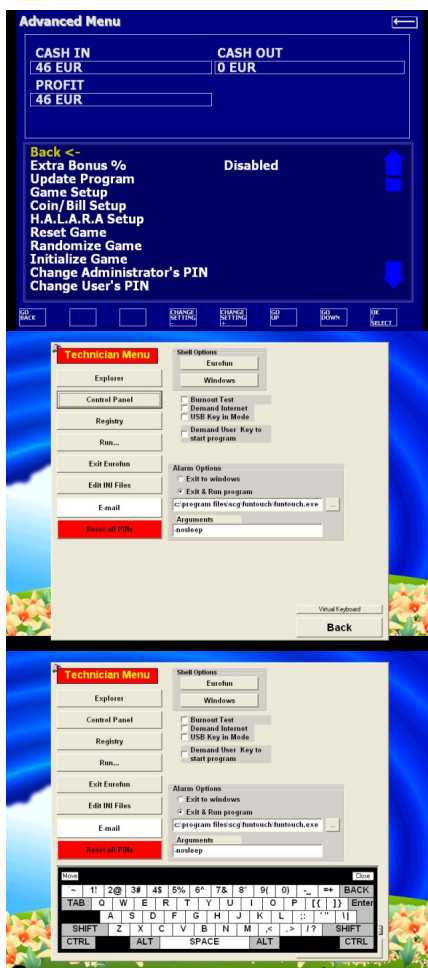 Advanced Menu
CASH IN CASH OUT
46 EUR 0 EUR
PROFIT
46 EUR
Back <-
Extra Bonus % Disabled
Update Program
Game Setup
Coin/Bill Setup
H.A.L.A.R.A Setup
Reset Game
Randomize Game
Initialize Game
Change Administrator's PIN
Change User's PIN
GO BACK CHANGE SETTING - CHANGE SETTING + GO UP GO DOWN OK / SELECT
Technician Menu
Explorer
Control Panel
Registry
Run...
Exit Eurofun
Edit INI Files
E-mail
Reset all PINs
Shell Options
Eurofun
Windows
Burnout Test
Demand Internet
USB Key in Mode
Demand User Key to
start program
Alarm Options
Exit to windows
Exit & Run program
c:\program files\scg\funtouch\funtouch.exe ...
Arguments
-nosleep
Virtual Keyboard
Back
Technician Menu
Explorer
Control Panel
Registry
Run...
Exit Eurofun
Edit INI Files
E-mail
Reset all PINs
Shell Options
Eurofun
Windows
Burnout Test
Demand Internet
USB Key in Mode
Demand User Key to
start program
Alarm Options
Exit to windows
Exit & Run program
c:\program files\scg\funtouch\funtouch.exe ...
Arguments
-nosleep
Move Close
~ 1! 2@ 3# 4$ 5% 6^ 7& 8* 9( 0) -_ =+ BACK
TAB Q W E R T Y U I O P [{ ]} Enter
A S D F G H J K L ;: '" \|
SHIFT Z X C V B N M ,< .> /? SHIFT
CTRL ALT SPACE ALT CTRL